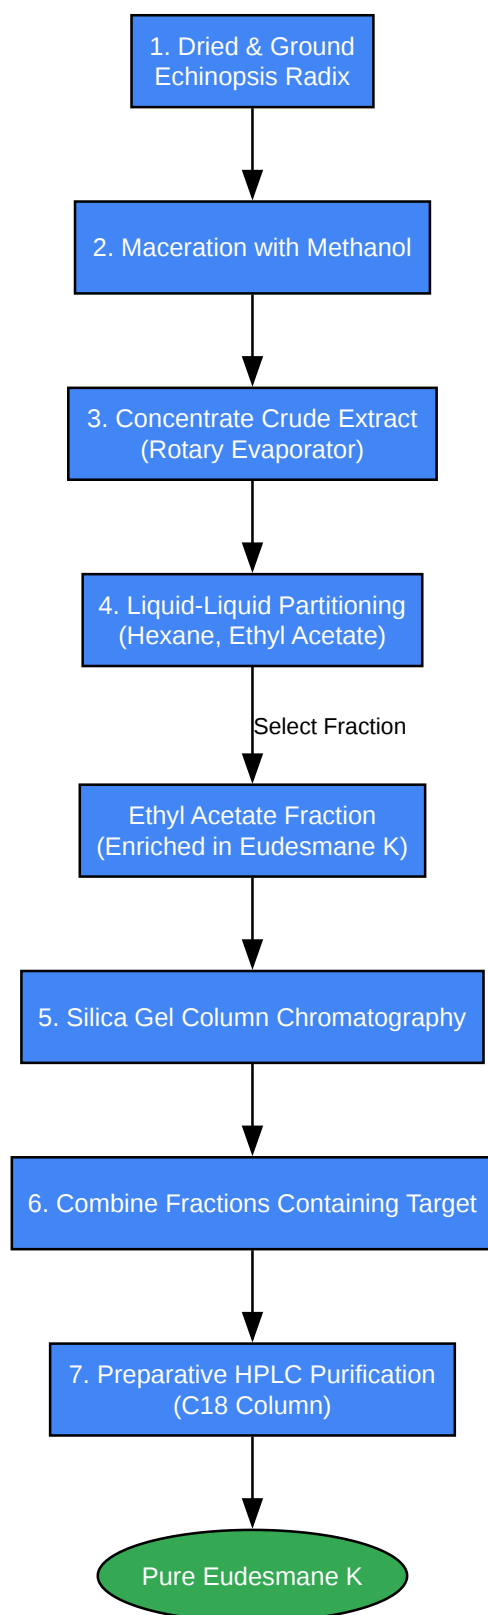 1. Dried & Ground
Echinopsis Radix
2. Maceration with Methanol
3. Concentrate Crude Extract
(Rotary Evaporator)
4. Liquid-Liquid Partitioning
(Hexane, Ethyl Acetate)
Select Fraction
Ethyl Acetate Fraction
(Enriched in Eudesmane K)
5. Silica Gel Column Chromatography
6. Combine Fractions Containing Target
7. Preparative HPLC Purification
(C18 Column)
Pure Eudesmane K